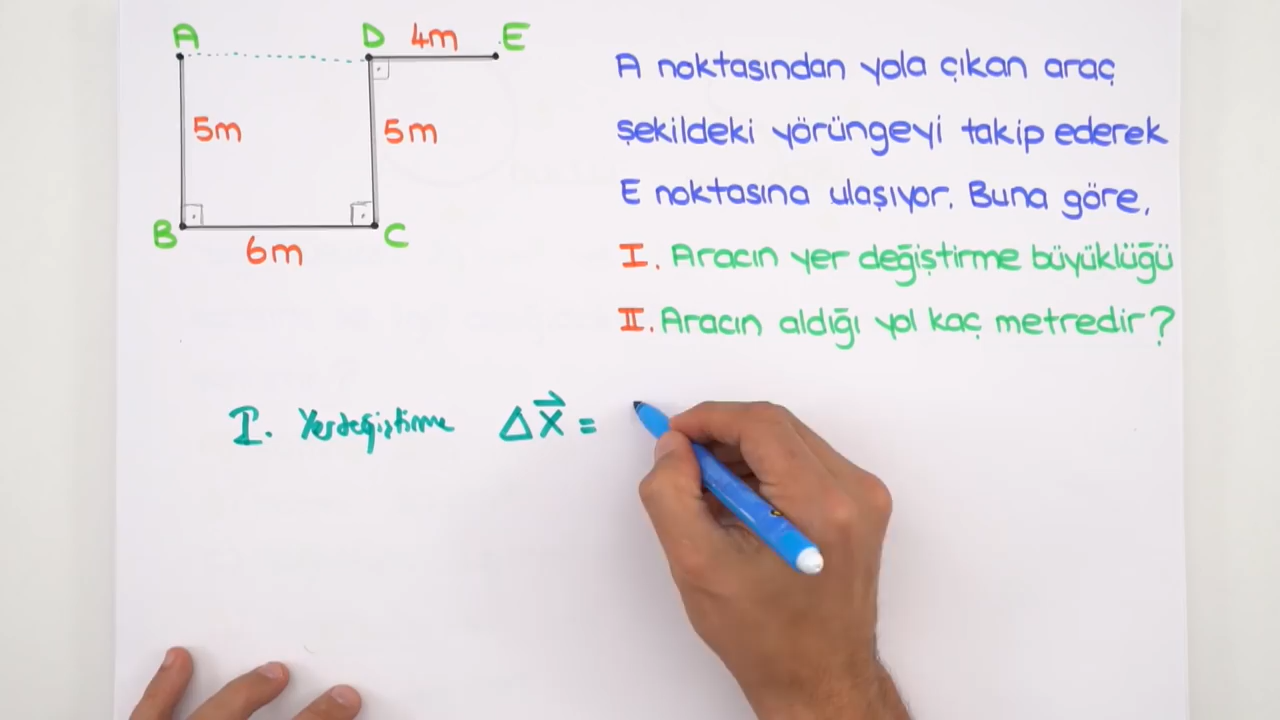 A D 4m E
5m 5m
B 6m C
A noktasından yola çıkan araç
şekildeki yörüngeyi takip ederek
E noktasına ulaşıyor. Buna göre,
I. Aracın yer değiştirme büyüklüğü
II. Aracın aldığı yol kaç metredir?
I. Yerdeğiştirme Δx⃗ =